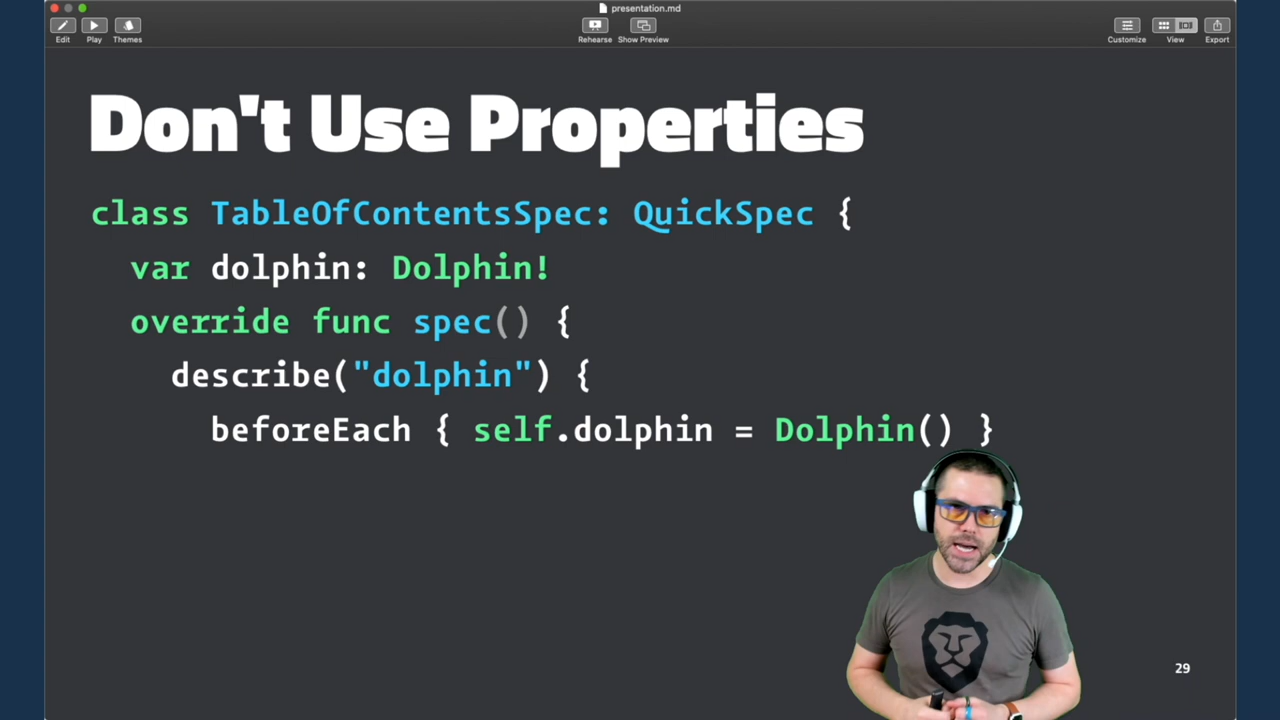 presentation.md
Edit Play Themes Rehearse Show Preview Customize View Export
Don't Use Properties
class TableOfContentsSpec: QuickSpec {
var dolphin: Dolphin!
override func spec() {
describe("dolphin") {
beforeEach { self.dolphin = Dolphin() }
29